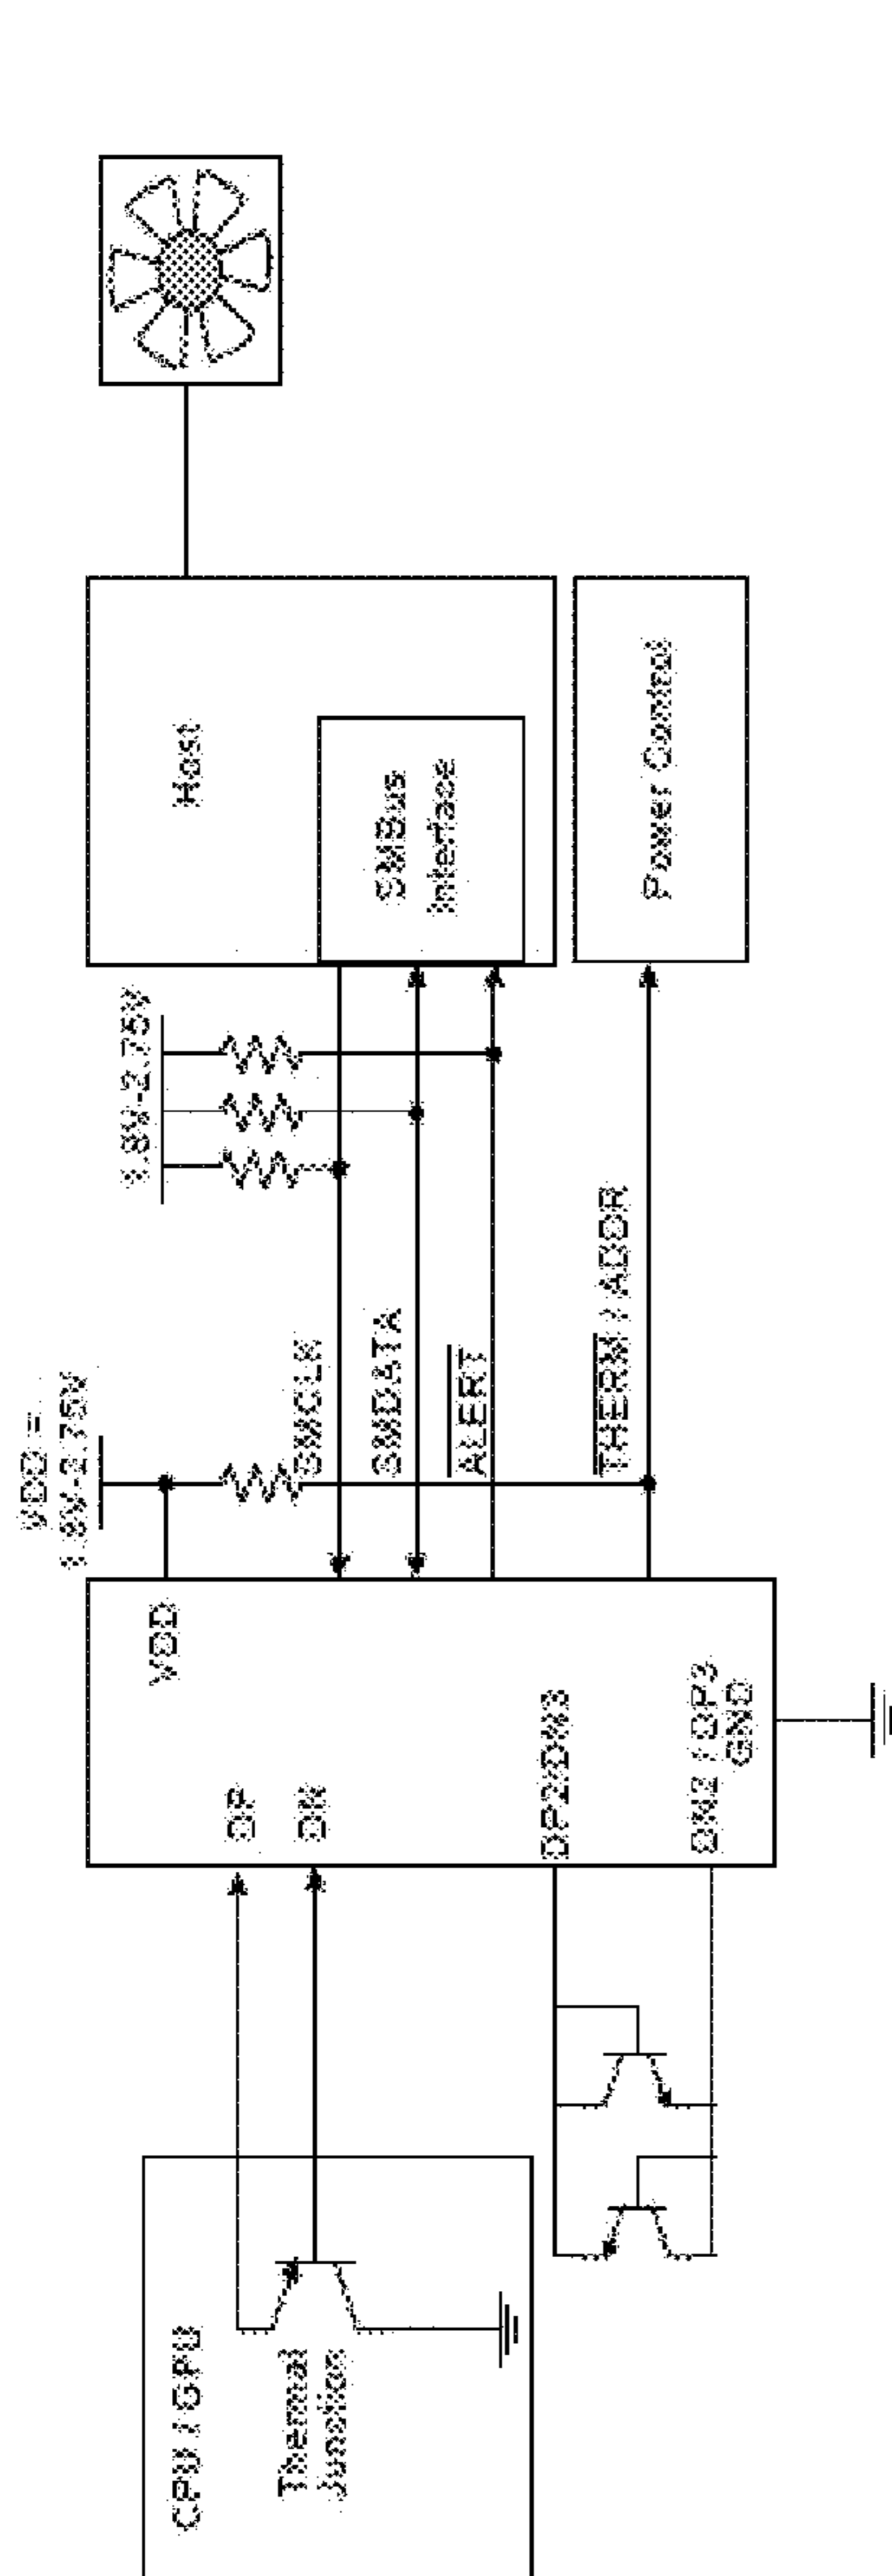 CPU / GPU
Thermal
Junction
DP
DN
DP2/DN3
DN2 / DP3
GND
VDD
VDD =
1.8V-2.75V
SMCLK
SMDATA
ALERT
THERM / ADDR
1.8V-2.75V
Host
SMBus
Interface
Power Control